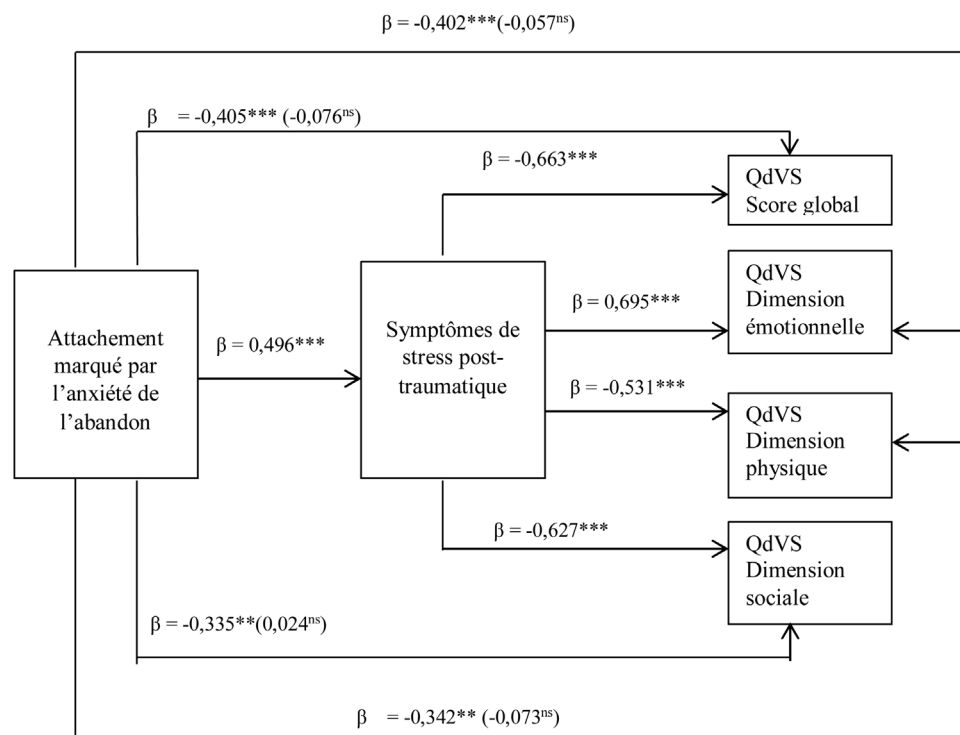 β = -0,402***(-0,057ns)
β = -0,405*** (-0,076ns)
β = -0,663***
QdVS
Score global
Attachement
marqué par
l’anxiété de
l’abandon
β = 0,496***
Symptômes de
stress post-
traumatique
β = 0,695***
QdVS
Dimension
émotionnelle
β = -0,531***
QdVS
Dimension
physique
β = -0,627***
QdVS
Dimension
sociale
β = -0,335**(0,024ns)
β = -0,342** (-0,073ns)